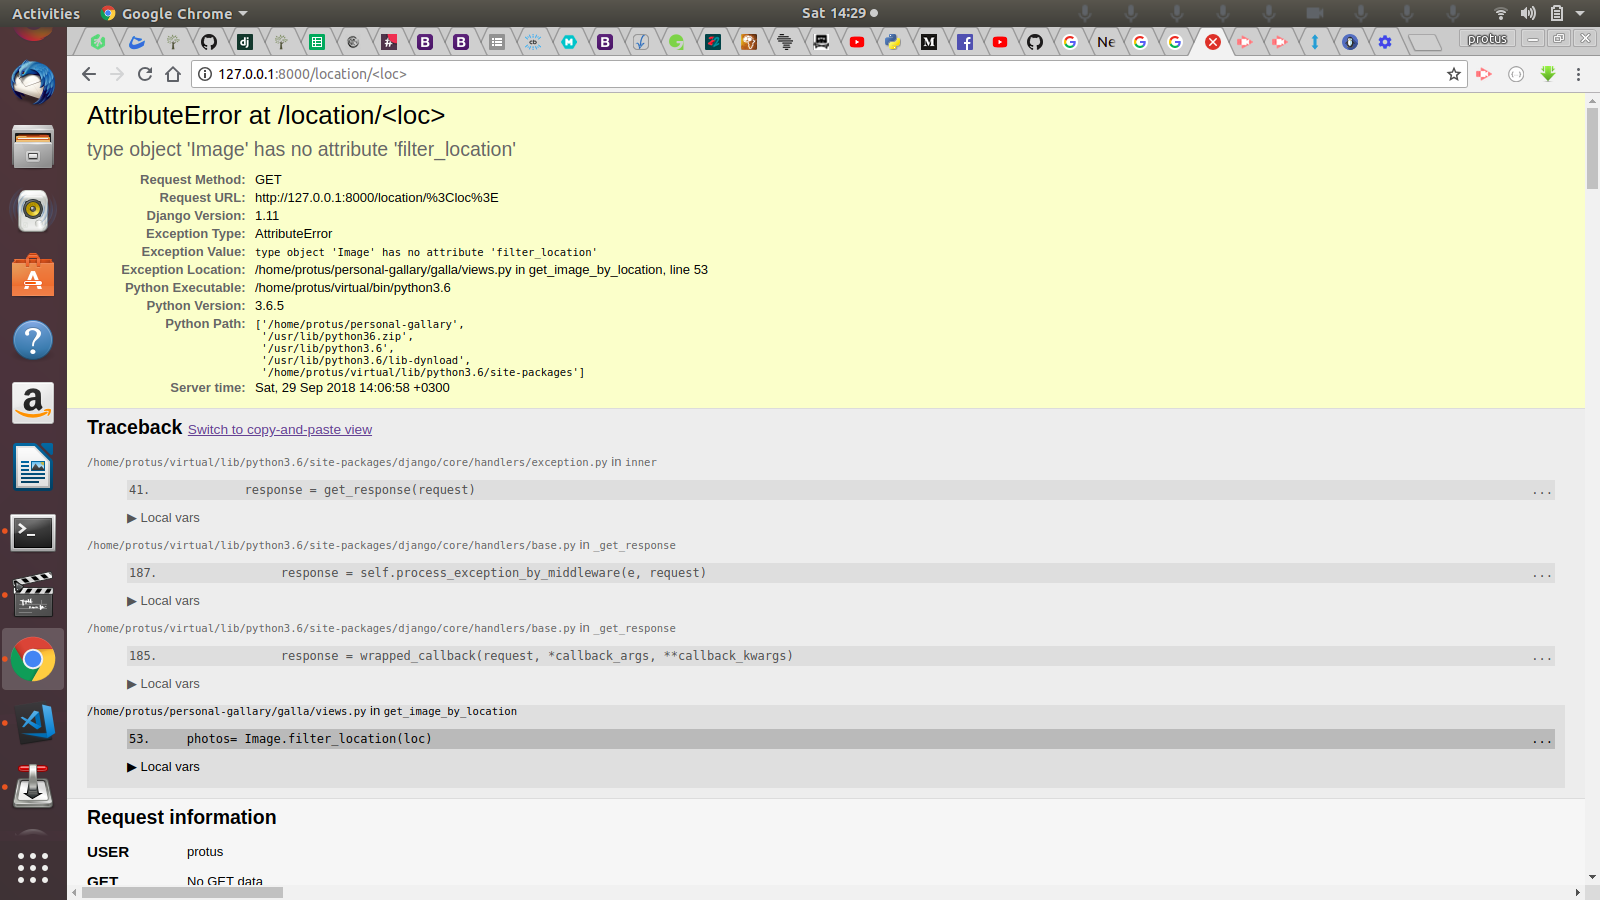 Activities
Google Chrome
Sat 14:29
Ne
protus
127.0.0.1:8000/location/<loc>
AttributeError at /location/<loc>
type object 'Image' has no attribute 'filter_location'
Request Method: GET
Request URL: http://127.0.0.1:8000/location/%3Cloc%3E
Django Version: 1.11
Exception Type: AttributeError
Exception Value: type object 'Image' has no attribute 'filter_location'
Exception Location: /home/protus/personal-gallary/galla/views.py in get_image_by_location, line 53
Python Executable: /home/protus/virtual/bin/python3.6
Python Version: 3.6.5
Python Path: ['/home/protus/personal-gallary',
'/usr/lib/python36.zip',
'/usr/lib/python3.6',
'/usr/lib/python3.6/lib-dynload',
'/home/protus/virtual/lib/python3.6/site-packages']
Server time: Sat, 29 Sep 2018 14:06:58 +0300
Traceback Switch to copy-and-paste view
/home/protus/virtual/lib/python3.6/site-packages/django/core/handlers/exception.py in inner
41. response = get_response(request) ...
▶ Local vars
/home/protus/virtual/lib/python3.6/site-packages/django/core/handlers/base.py in _get_response
187. response = self.process_exception_by_middleware(e, request) ...
▶ Local vars
/home/protus/virtual/lib/python3.6/site-packages/django/core/handlers/base.py in _get_response
185. response = wrapped_callback(request, *callback_args, **callback_kwargs) ...
▶ Local vars
/home/protus/personal-gallary/galla/views.py in get_image_by_location
53. photos= Image.filter_location(loc) ...
▶ Local vars
Request information
USER protus
GET No GET data